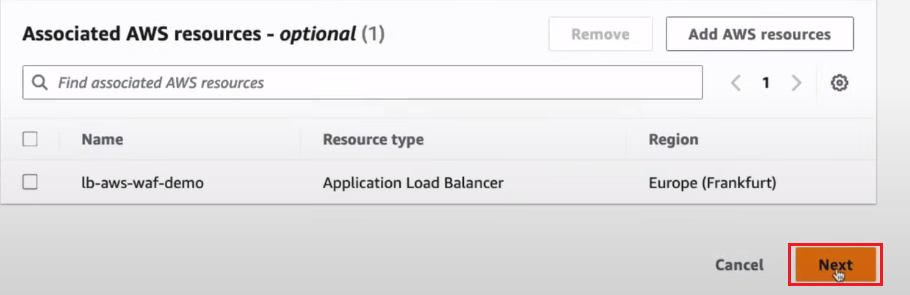 Associated AWS resources - optional (1)
Remove
Add AWS resources
Find associated AWS resources
1
Name Resource type Region
lb-aws-waf-demo Application Load Balancer Europe (Frankfurt)
Cancel
Next